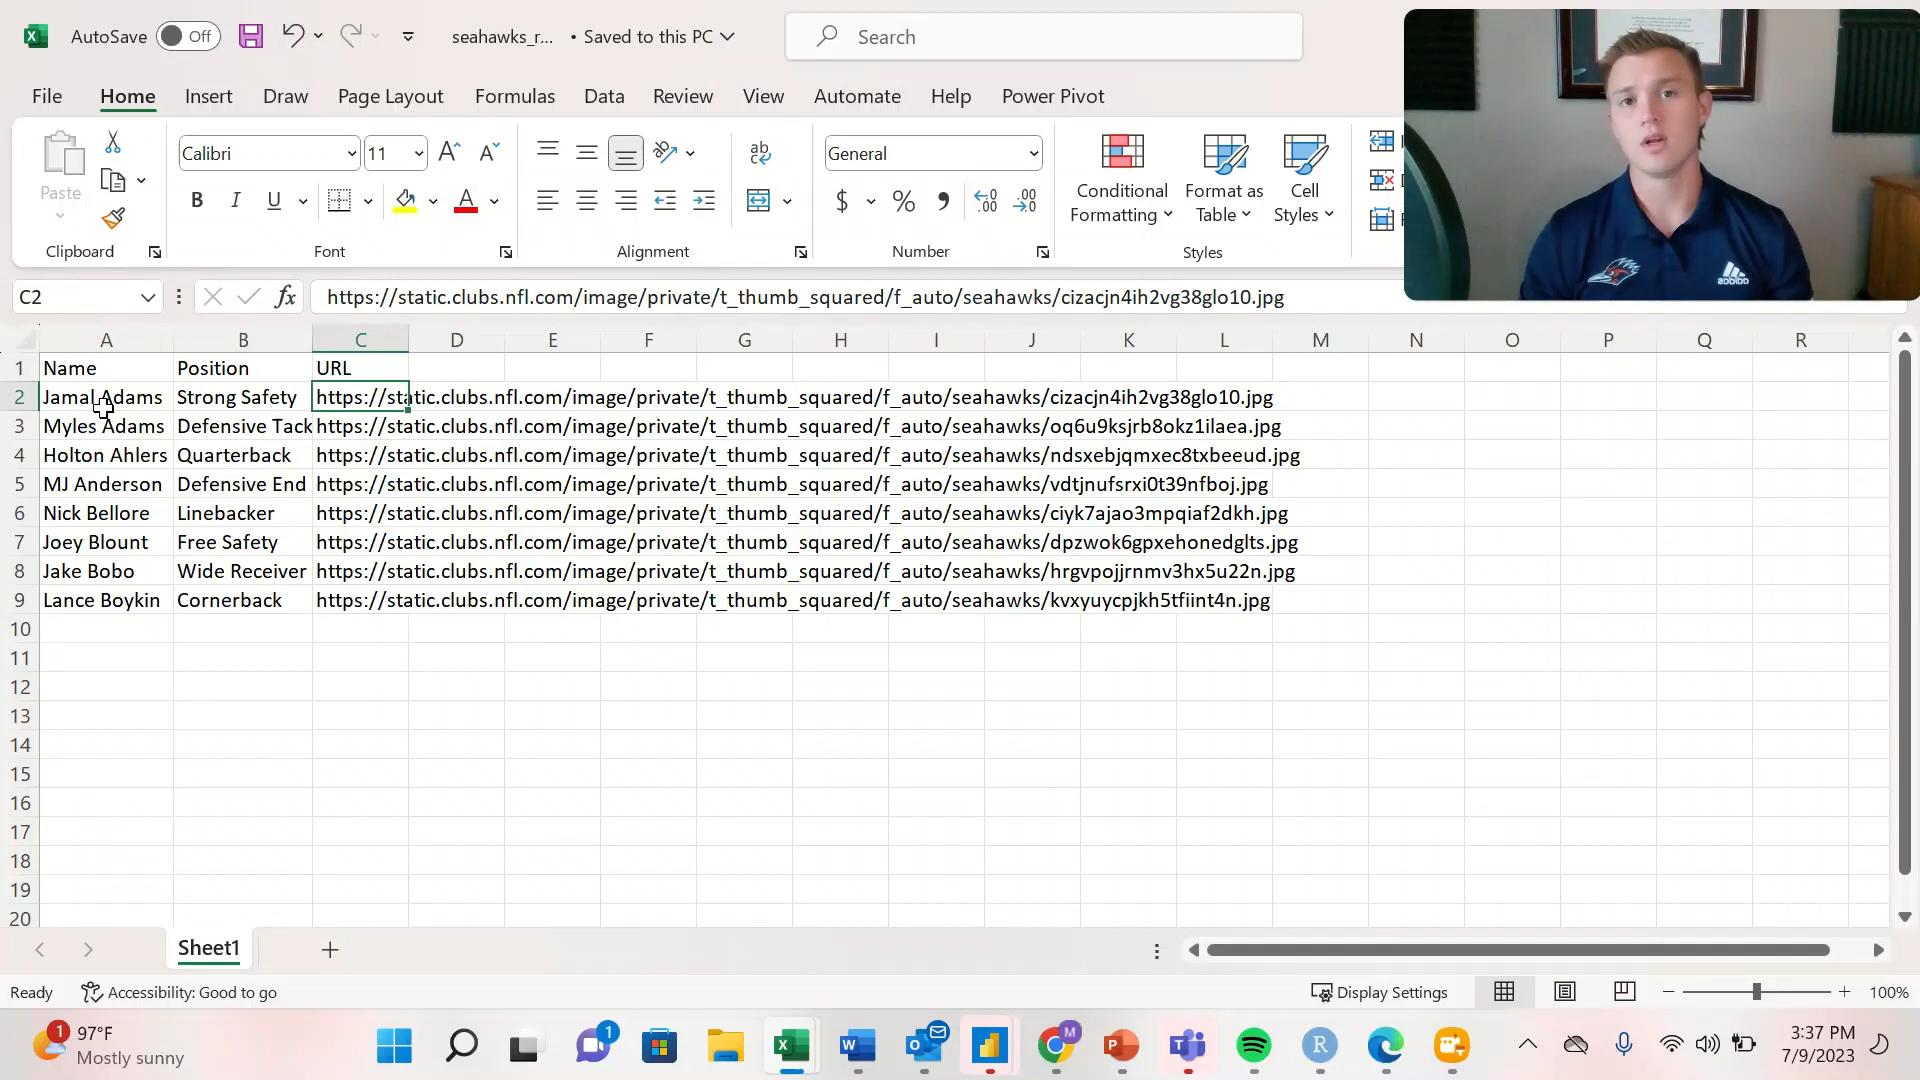 AutoSave Off seahawks_r... • Saved to this PC Search
File Home Insert Draw Page Layout Formulas Data Review View Automate Help Power Pivot
Paste
Calibri 11
General
B I U
$ % 9
Conditional Formatting
Format as Table
Cell Styles
Clipboard Font Alignment Number Styles
C2 fx https://static.clubs.nfl.com/image/private/t_thumb_squared/f_auto/seahawks/cizacjn4ih2vg38glo10.jpg
A B C D E F G H I J K L M N O P Q R
1 Name Position URL
2 Jamal Adams Strong Safety https://static.clubs.nfl.com/image/private/t_thumb_squared/f_auto/seahawks/cizacjn4ih2vg38glo10.jpg
3 Myles Adams Defensive Tack https://static.clubs.nfl.com/image/private/t_thumb_squared/f_auto/seahawks/oq6u9ksjrb8okz1ilaea.jpg
4 Holton Ahlers Quarterback https://static.clubs.nfl.com/image/private/t_thumb_squared/f_auto/seahawks/ndsxebjqmxec8txbeeud.jpg
5 MJ Anderson Defensive End https://static.clubs.nfl.com/image/private/t_thumb_squared/f_auto/seahawks/vdtjnufsrxi0t39nfboj.jpg
6 Nick Bellore Linebacker https://static.clubs.nfl.com/image/private/t_thumb_squared/f_auto/seahawks/ciyk7ajao3mpqiaf2dkh.jpg
7 Joey Blount Free Safety https://static.clubs.nfl.com/image/private/t_thumb_squared/f_auto/seahawks/dpzwok6gpxehonedglts.jpg
8 Jake Bobo Wide Receiver https://static.clubs.nfl.com/image/private/t_thumb_squared/f_auto/seahawks/hrgvpojjrnmv3hx5u22n.jpg
9 Lance Boykin Cornerback https://static.clubs.nfl.com/image/private/t_thumb_squared/f_auto/seahawks/kvxyuycpjkh5tfiint4n.jpg
10
11
12
13
14
15
16
17
18
19
20
Sheet1
Ready Accessibility: Good to go Display Settings 100%
1 97°F 1 M 3:37 PM
Mostly sunny 7/9/2023